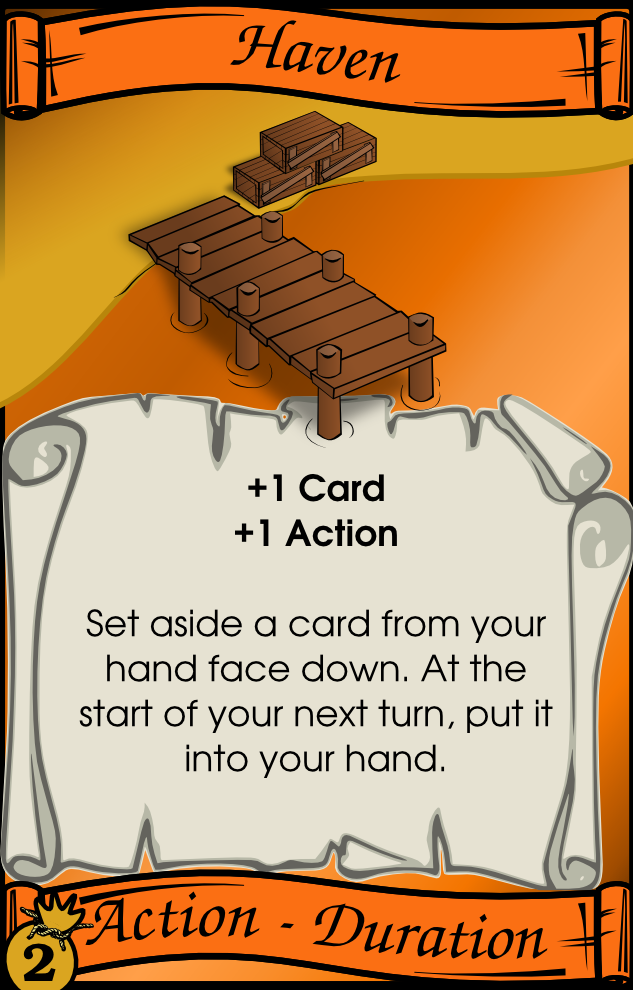 Haven
+1 Card
+1 Action
Set aside a card from your
hand face down. At the
start of your next turn, put it
into your hand.
2
Action - Duration